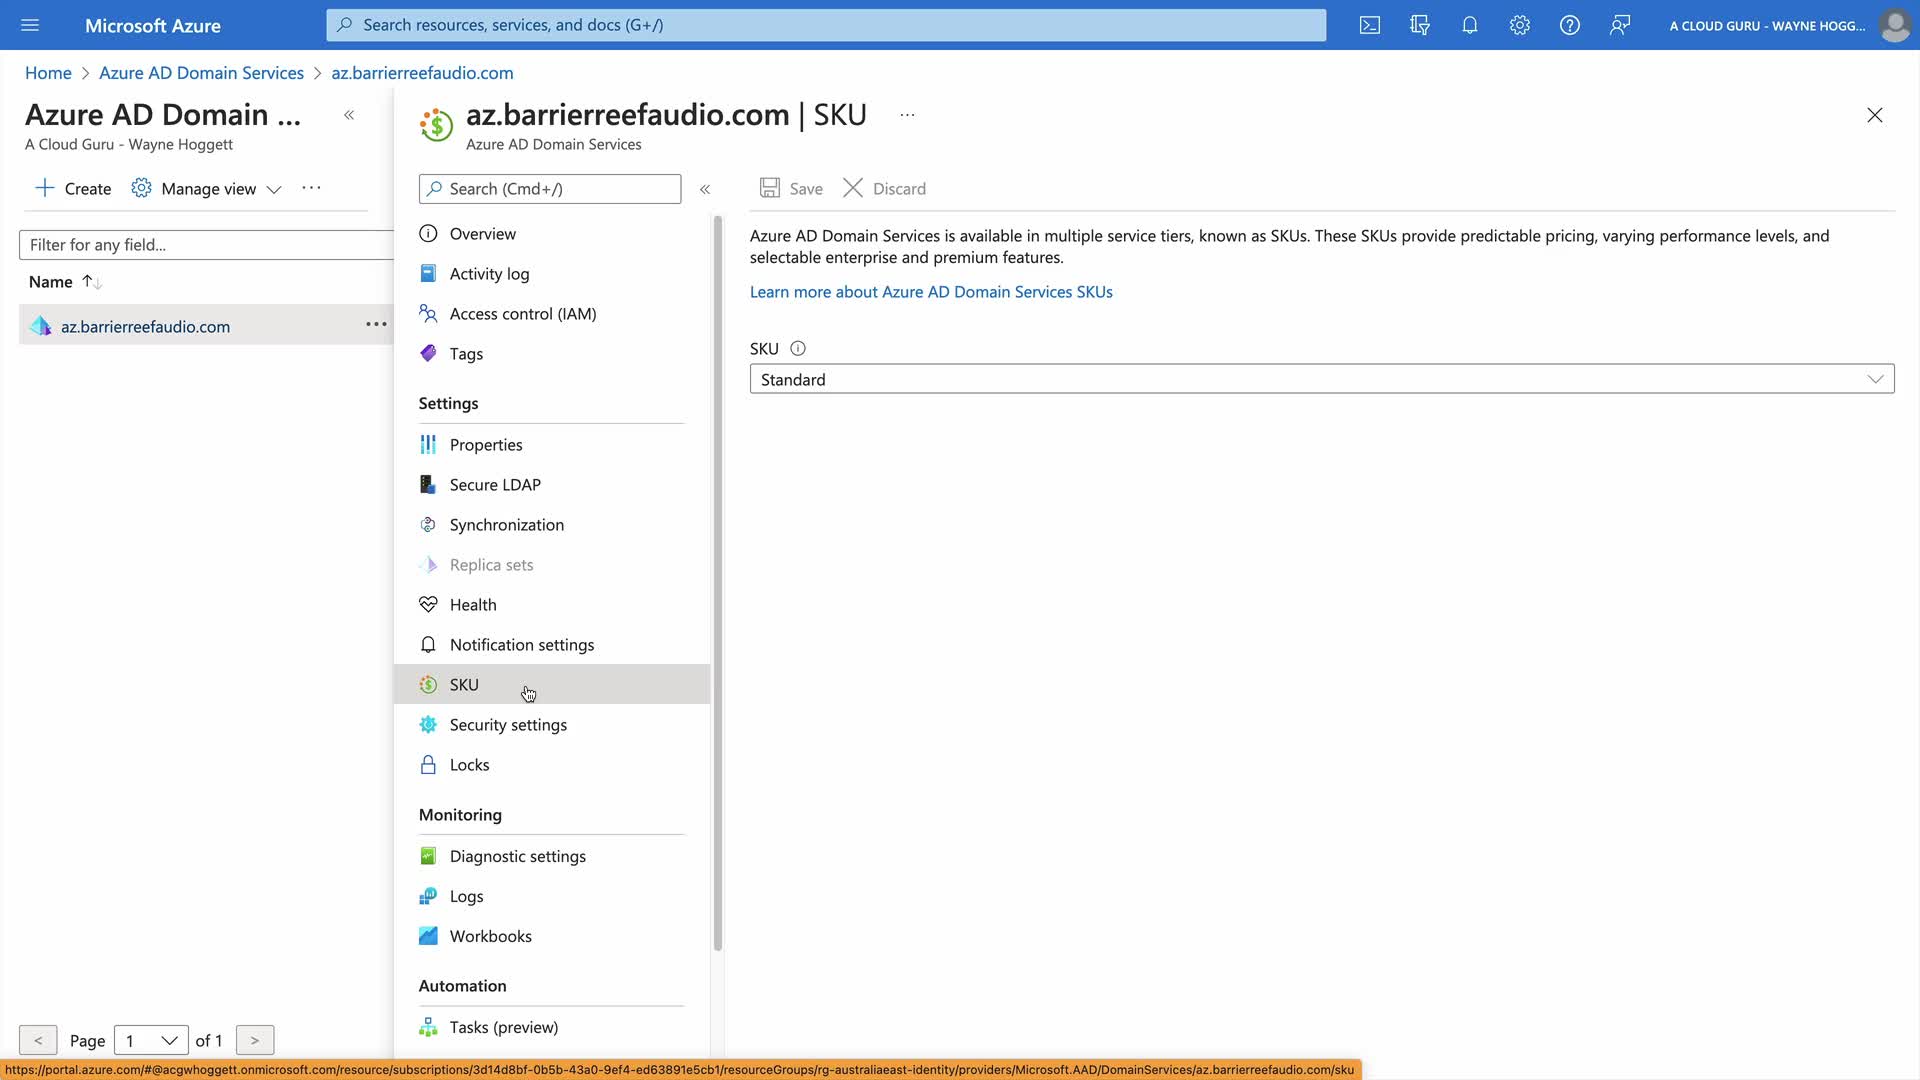 Microsoft Azure
Search resources, services, and docs (G+/)
A CLOUD GURU - WAYNE HOGG...
Home > Azure AD Domain Services > az.barrierreefaudio.com
Azure AD Domain ...
A Cloud Guru - Wayne Hoggett
Create
Manage view
Filter for any field...
Name
az.barrierreefaudio.com
Page 1 of 1
az.barrierreefaudio.com | SKU
Azure AD Domain Services
Search (Cmd+/)
Overview
Activity log
Access control (IAM)
Tags
Settings
Properties
Secure LDAP
Synchronization
Replica sets
Health
Notification settings
SKU
Security settings
Locks
Monitoring
Diagnostic settings
Logs
Workbooks
Automation
Tasks (preview)
Save
Discard
Azure AD Domain Services is available in multiple service tiers, known as SKUs. These SKUs provide predictable pricing, varying performance levels, and
selectable enterprise and premium features.
Learn more about Azure AD Domain Services SKUs
SKU
Standard
https://portal.azure.com/#@acgwhoggett.onmicrosoft.com/resource/subscriptions/3d14d8bf-0b5b-43a0-9ef4-ed63891e5cb1/resourceGroups/rg-australiaeast-identity/providers/Microsoft.AAD/DomainServices/az.barrierreefaudio.com/sku